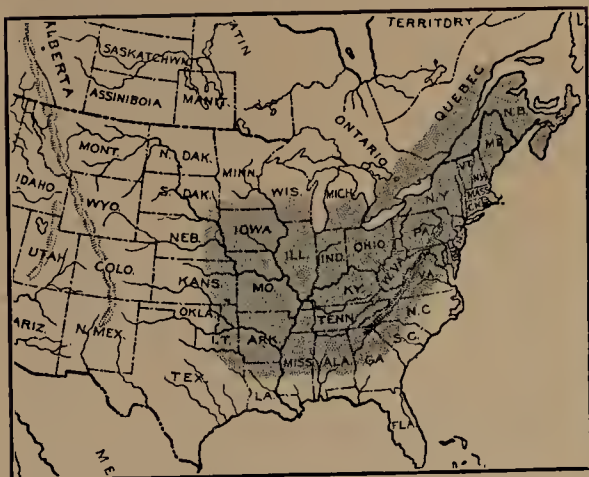 TERRITORY
ALBERTA
SASKATCHWN.
ATIN
ASSINIBOIA
MANIT.
ONTARIO
QUEBEC
N.B.
ME.
MONT.
N. DAK.
MINN.
VT.
N.H.
MASS
IDAHO
WYO.
S. DAK.
WIS.
MICH.
N.Y.
NEB.
IOWA
ILL.
IND.
OHIO
PA.
UTAH
COLO.
KANS.
MO.
KY.
W.VA.
VA.
ARIZ.
N. MEX.
OKLA.
I.T.
ARK.
TENN.
N.C.
S.C.
TEX.
LA.
MISS.
ALA.
GA.
FLA.
ME